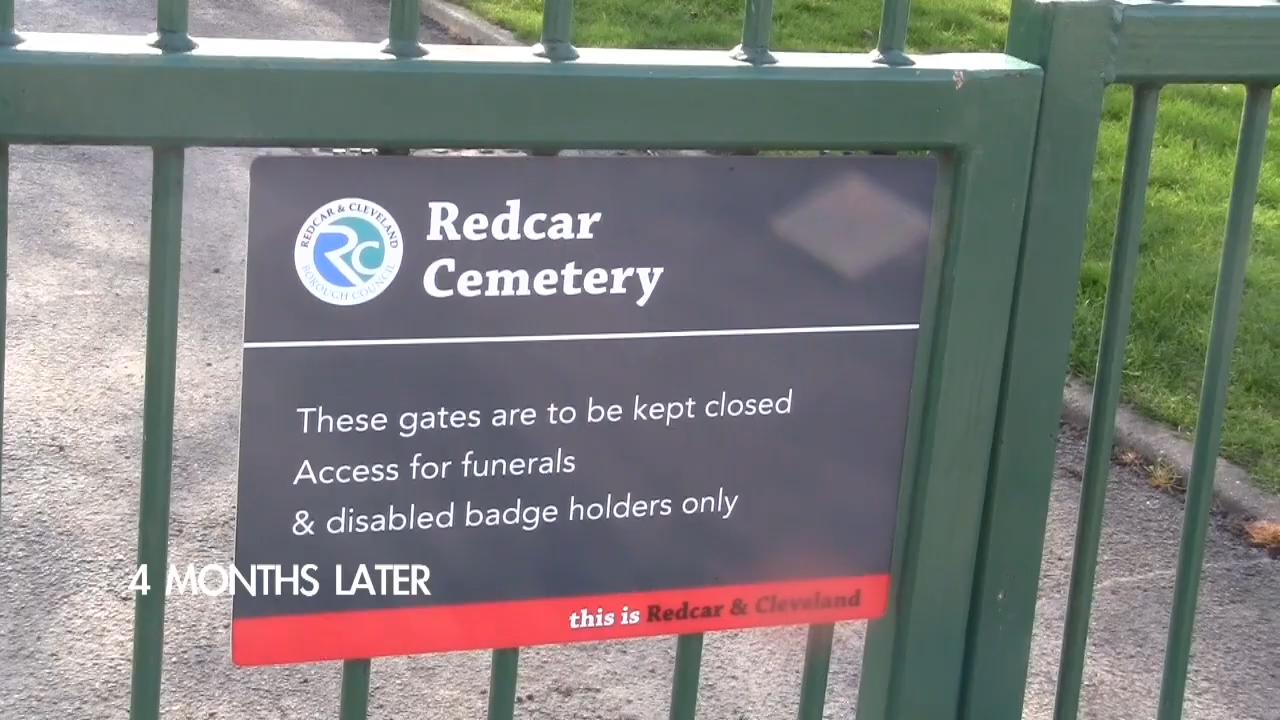 REDCAR & CLEVELAND
BOROUGH COUNCIL
RC
Redcar
Cemetery
These gates are to be kept closed
Access for funerals
& disabled badge holders only
4 MONTHS LATER
this is Redcar & Cleveland